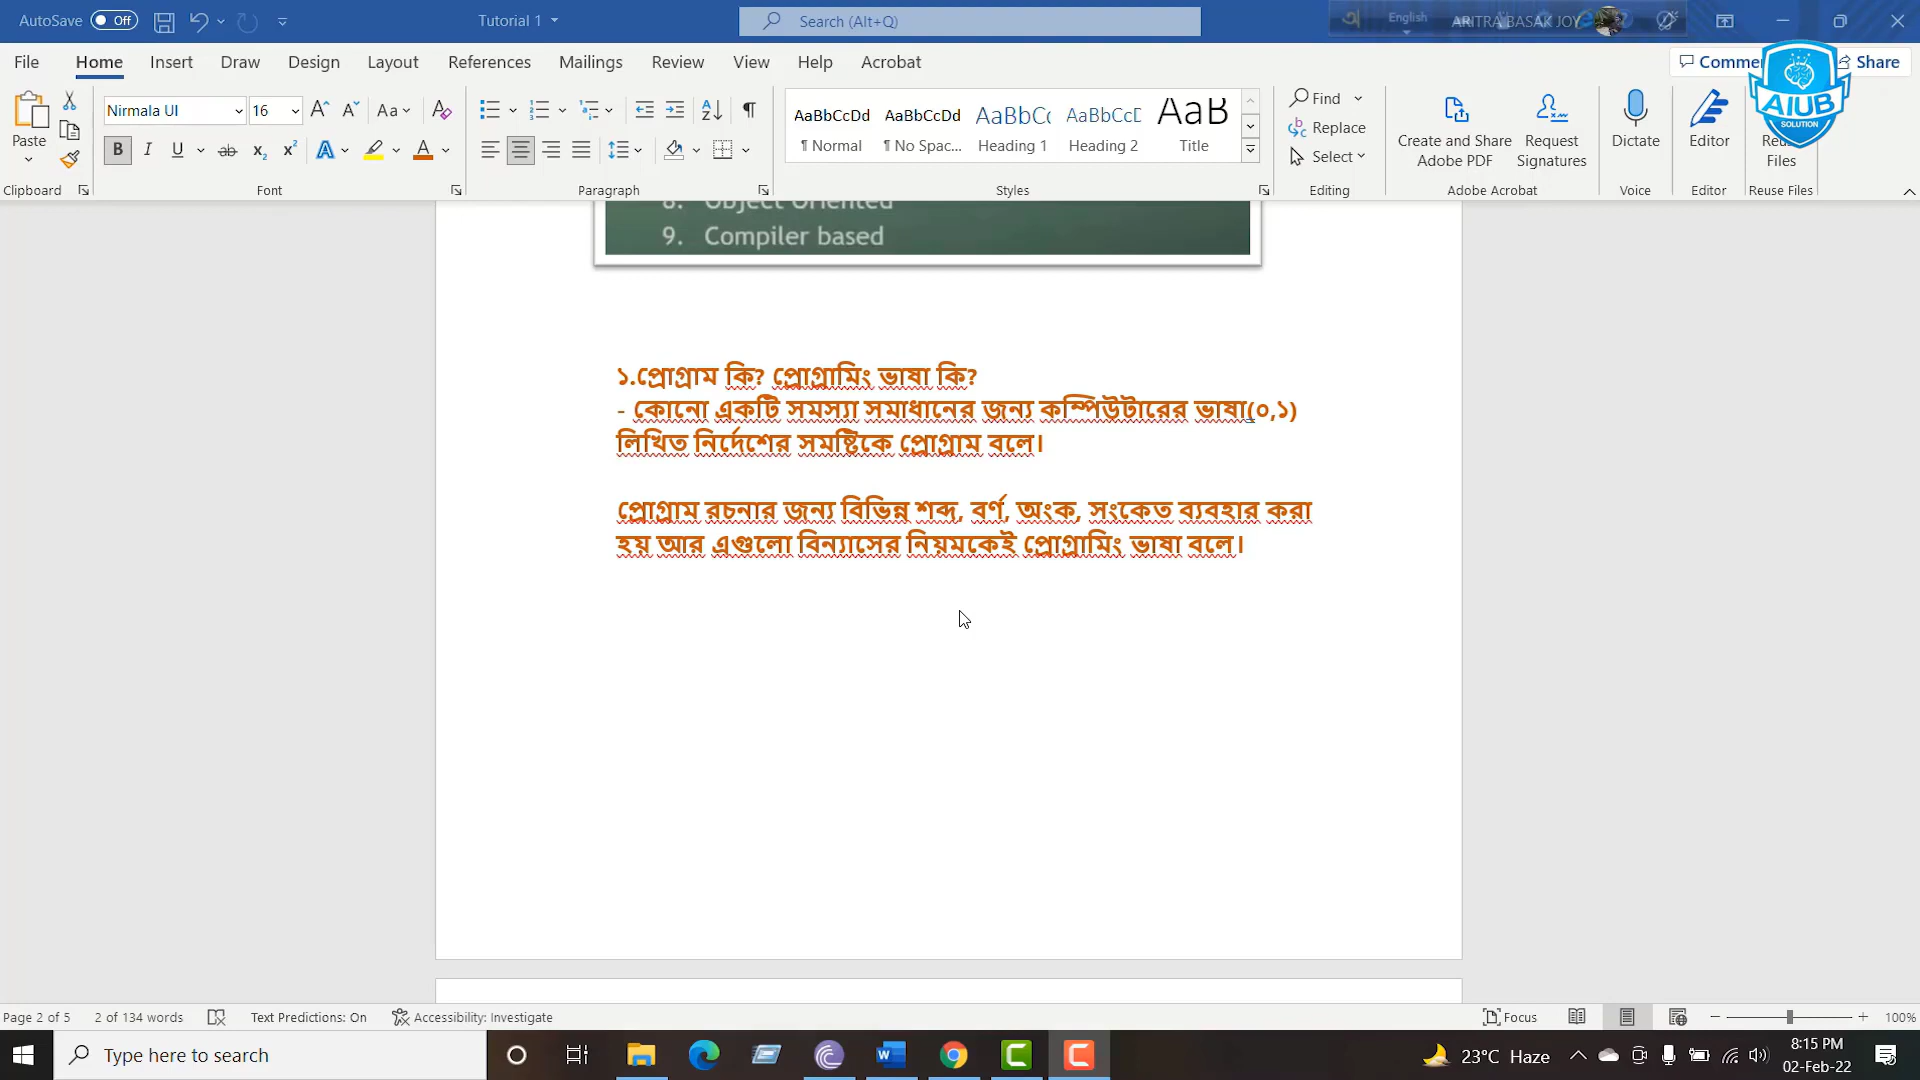 AutoSave Off Tutorial 1 Search (Alt+Q) English ARITRA BASAK JOY
File Home Insert Draw Design Layout References Mailings Review View Help Acrobat Share
AIUB
SOLUTION
Paste
Nirmala UI 16
AaBbCcDd AaBbCcDd AaBbCc AaBbCcD AaB
¶ Normal ¶ No Spac... Heading 1 Heading 2 Title
Find
Replace
Select
Create and Share
Adobe PDF
Request
Signatures
Dictate
Editor
Files
Clipboard Font Paragraph Styles Editing Adobe Acrobat Voice Editor Reuse Files
8. Object Oriented
9. Compiler based
১.প্রোগ্রাম কি? প্রোগ্রামিং ভাষা কি?
- কোনো একটি সমস্যা সমাধানের জন্য কম্পিউটারের ভাষা(০,১)
লিখিত নির্দেশের সমষ্টিকে প্রোগ্রাম বলে।
প্রোগ্রাম রচনার জন্য বিভিন্ন শব্দ, বর্ণ, অংক, সংকেত ব্যবহার করা
হয় আর এগুলো বিন্যাসের নিয়মকেই প্রোগ্রামিং ভাষা বলে।
Page 2 of 5 2 of 134 words Text Predictions: On Accessibility: Investigate Focus 100%
Type here to search 23°C Haze 8:15 PM
02-Feb-22